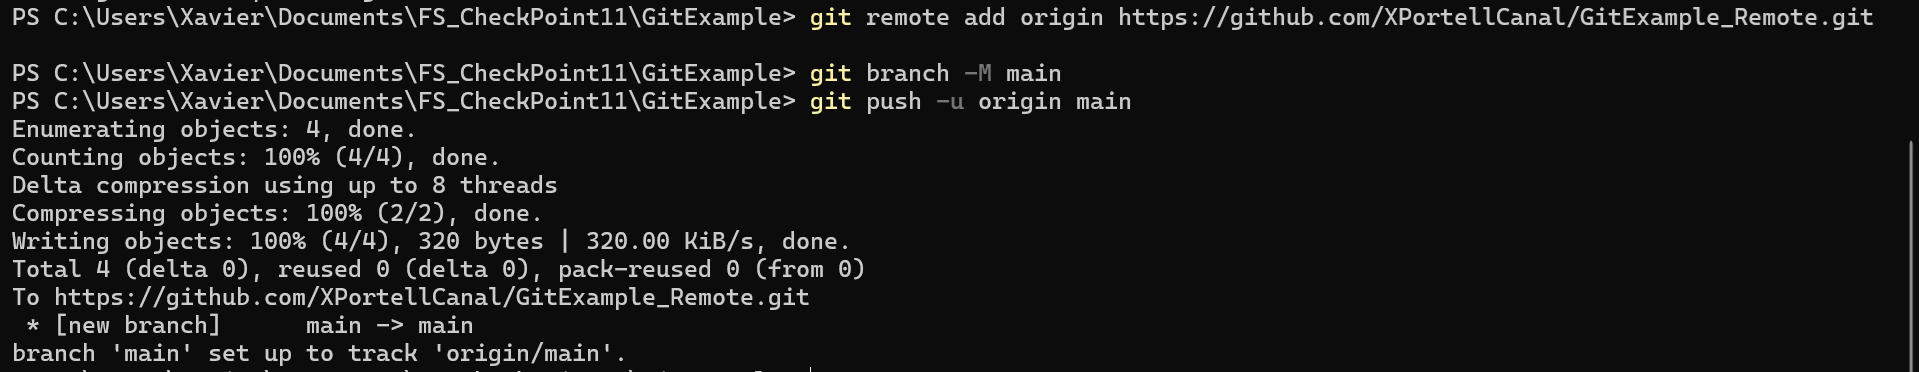 PS C:\Users\Xavier\Documents\FS_CheckPoint11\GitExample> git remote add origin https://github.com/XPortellCanal/GitExample_Remote.git
PS C:\Users\Xavier\Documents\FS_CheckPoint11\GitExample> git branch -M main
PS C:\Users\Xavier\Documents\FS_CheckPoint11\GitExample> git push -u origin main
Enumerating objects: 4, done.
Counting objects: 100% (4/4), done.
Delta compression using up to 8 threads
Compressing objects: 100% (2/2), done.
Writing objects: 100% (4/4), 320 bytes | 320.00 KiB/s, done.
Total 4 (delta 0), reused 0 (delta 0), pack-reused 0 (from 0)
To https://github.com/XPortellCanal/GitExample_Remote.git
 * [new branch]      main -> main
branch 'main' set up to track 'origin/main'.